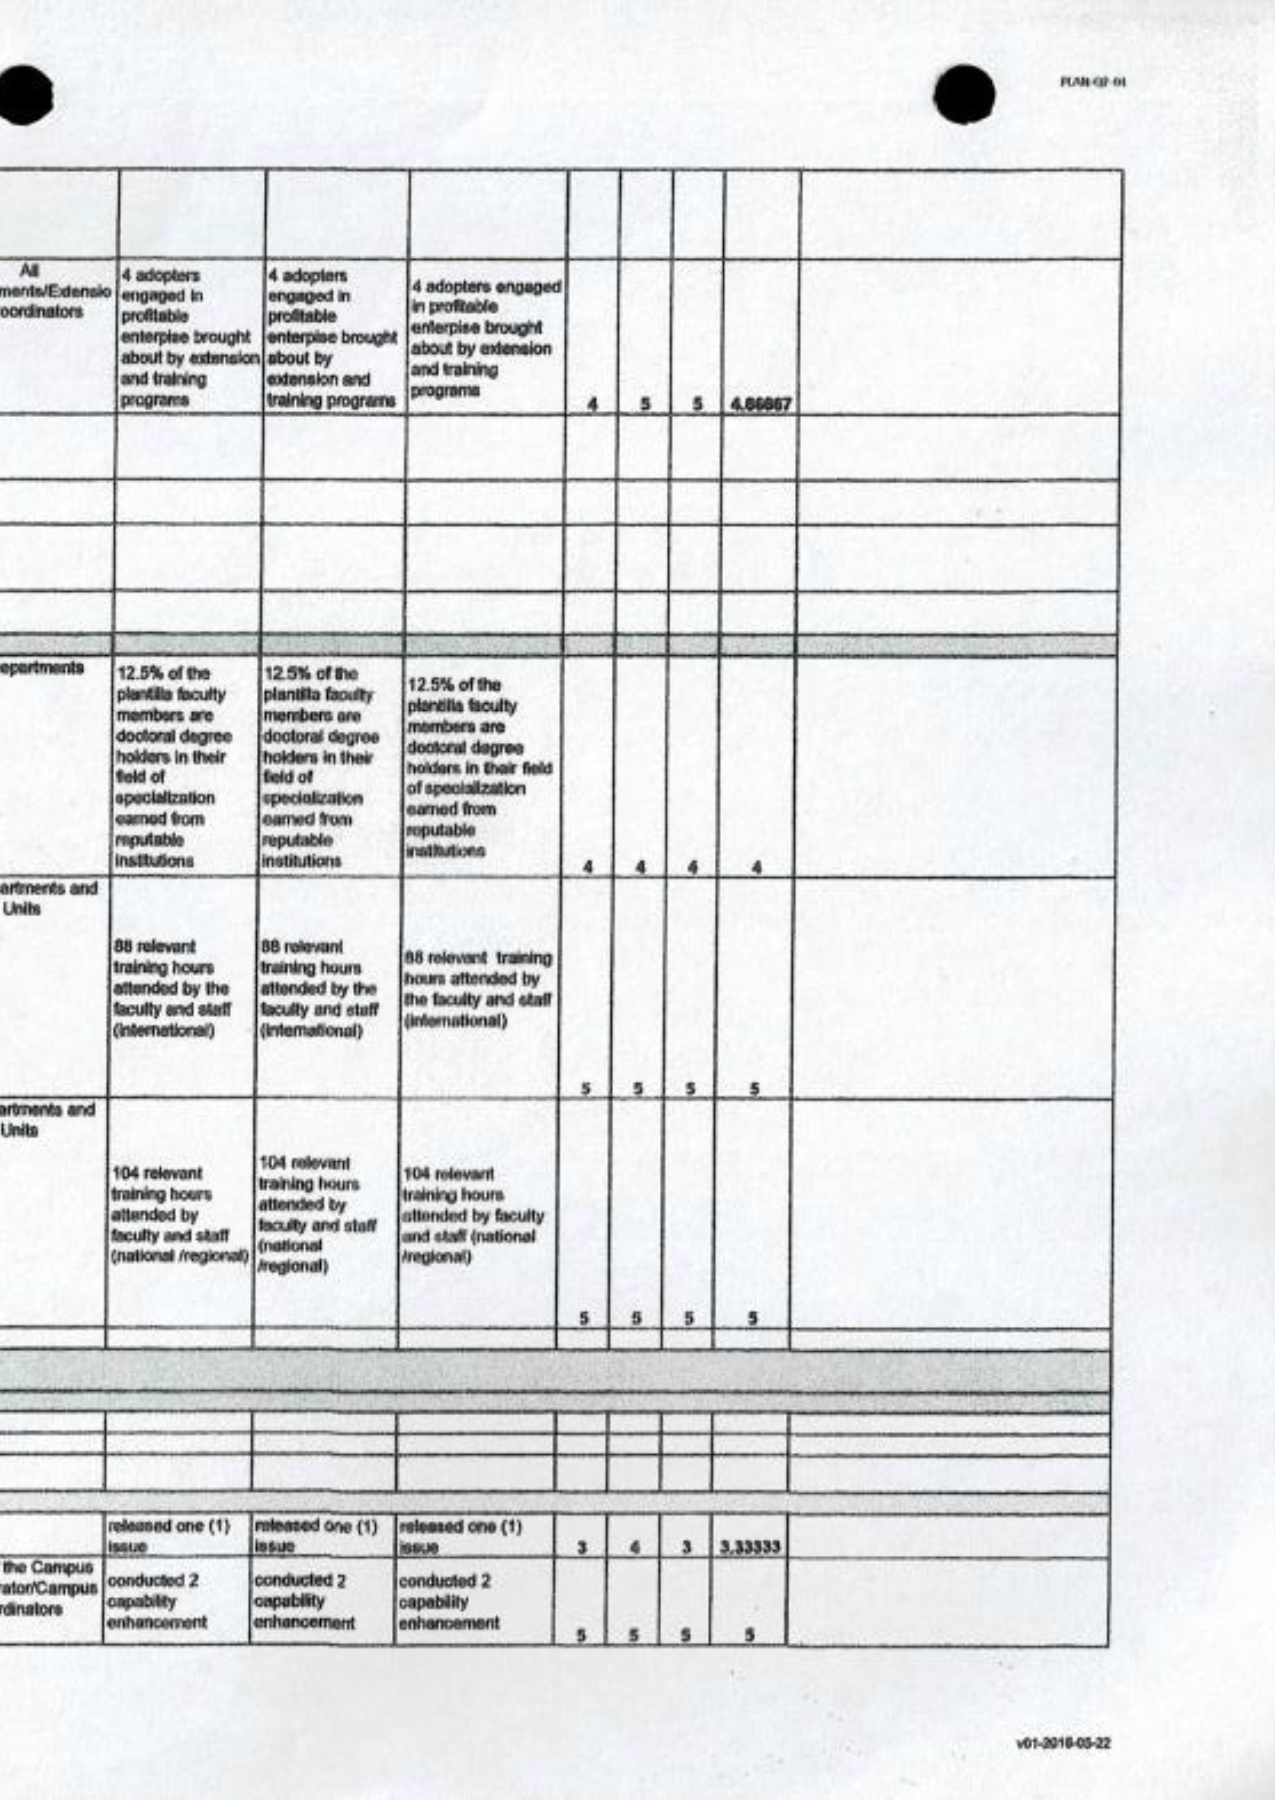 PLAN-QP-01
All
ments/Extensio
oordinators
4 adopters
engaged in
profitable
enterpise brought
about by extension
and training
programs
4 adopters
engaged in
profitable
enterpise brought
about by
extension and
training programs
4 adopters engaged
in profitable
enterpise brought
about by extension
and training
programs
4 5 5 4.66667
epartments
12.5% of the
plantilla faculty
members are
doctoral degree
holders in their
field of
specialization
earned from
reputable
institutions
12.5% of the
plantilla faculty
members are
doctoral degree
holders in their
field of
specialization
earned from
reputable
institutions
12.5% of the
plantilla faculty
members are
doctoral degree
holders in their field
of specialization
earned from
reputable
institutions
4 4 4 4
artments and
Units
88 relevant
training hours
attended by the
faculty and staff
(international)
88 relevant
training hours
attended by the
faculty and staff
(international)
88 relevant training
hours attended by
the faculty and staff
(international)
5 5 5 5
artments and
Units
104 relevant
training hours
attended by
faculty and staff
(national /regional)
104 relevant
training hours
attended by
faculty and staff
(national
/regional)
104 relevant
training hours
attended by faculty
and staff (national
/regional)
5 5 5 5
released one (1)
issue
released one (1)
issue
released one (1)
issue
3 4 3 3.33333
the Campus
rator/Campus
rdinators
conducted 2
capability
enhancement
conducted 2
capability
enhancement
conducted 2
capability
enhancement
5 5 5 5
v01-2016-05-22